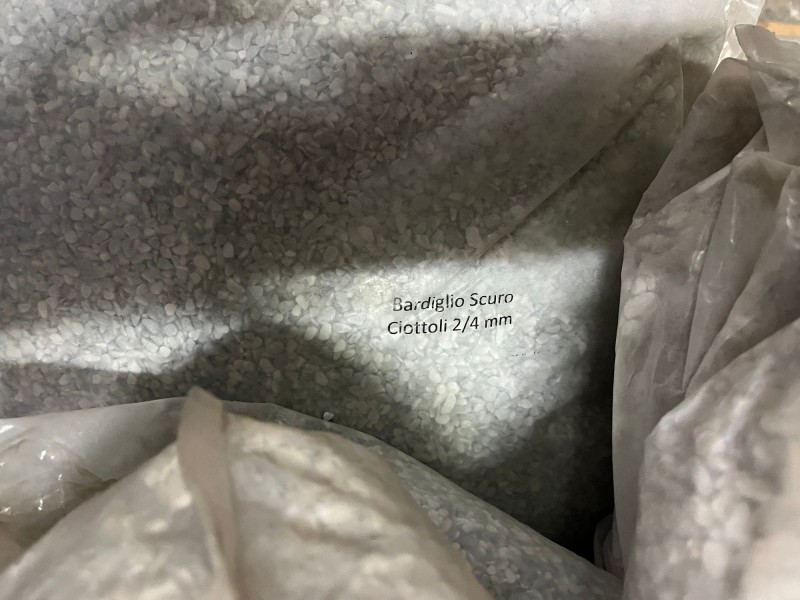 Bardiglio Scuro
Ciottoli 2/4 mm